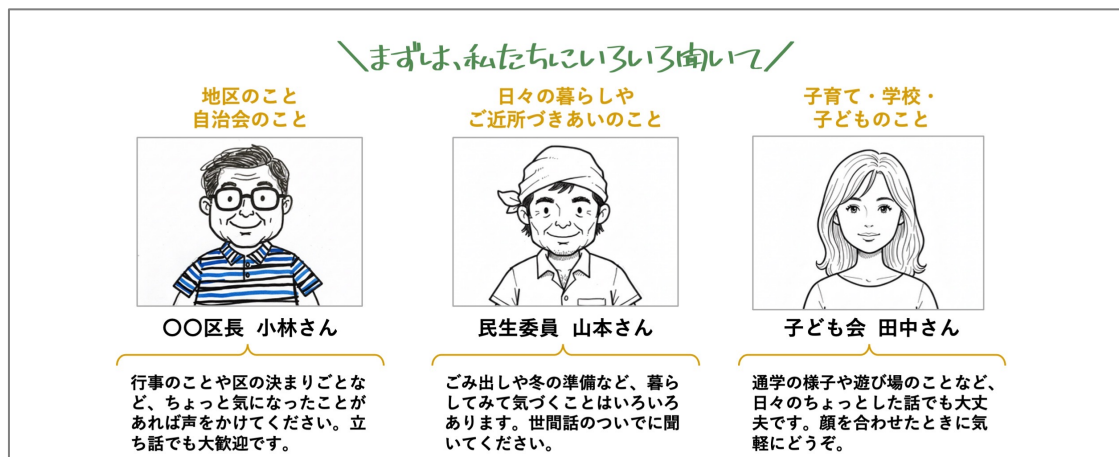 ＼まずは、私たちにいろいろ聞いて／
地区のこと
自治会のこと
〇〇区長 小林さん
行事のことや区の決まりごとな
ど、ちょっと気になったことが
あれば声をかけてください。立
ち話でも大歓迎です。
日々の暮らしや
ご近所づきあいのこと
民生委員 山本さん
ごみ出しや冬の準備など、暮ら
してみて気づくことはいろいろ
あります。世間話のついでに聞
いてください。
子育て・学校・
子どものこと
子ども会 田中さん
通学の様子や遊び場のことなど、
日々のちょっとした話でも大丈
夫です。顔を合わせたときに気
軽にどうぞ。